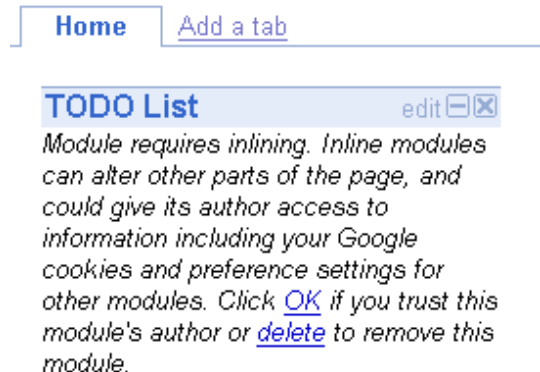 Home Add a tab
TODO List edit
Module requires inlining. Inline modules
can alter other parts of the page, and
could give its author access to
information including your Google
cookies and preference settings for
other modules. Click OK if you trust this
module's author or delete to remove this
module.